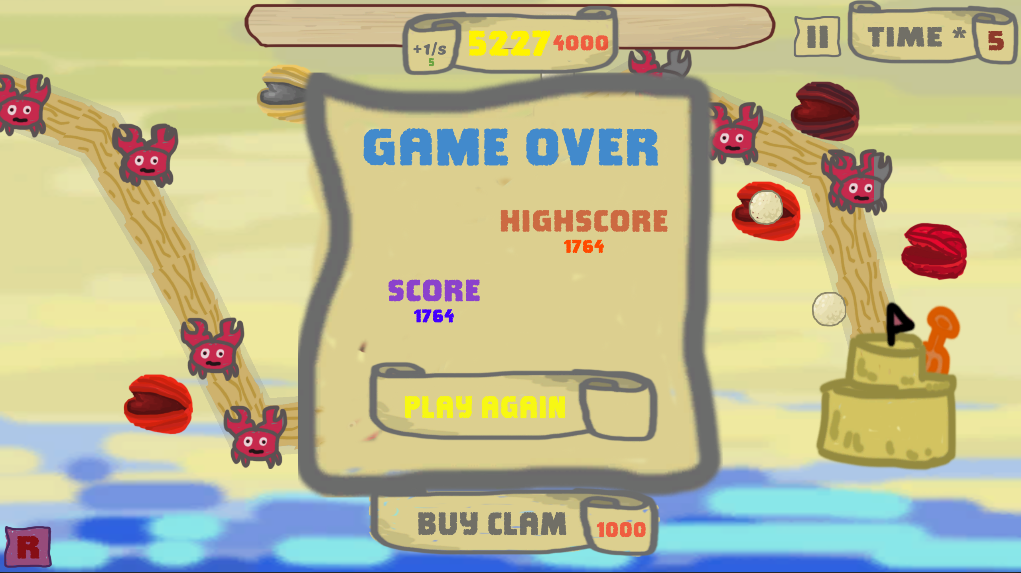 +1/s
5
5227 4000
TIME * 5
GAME OVER
HIGHSCORE
1764
SCORE
1764
PLAY AGAIN
BUY CLAM 1000
R